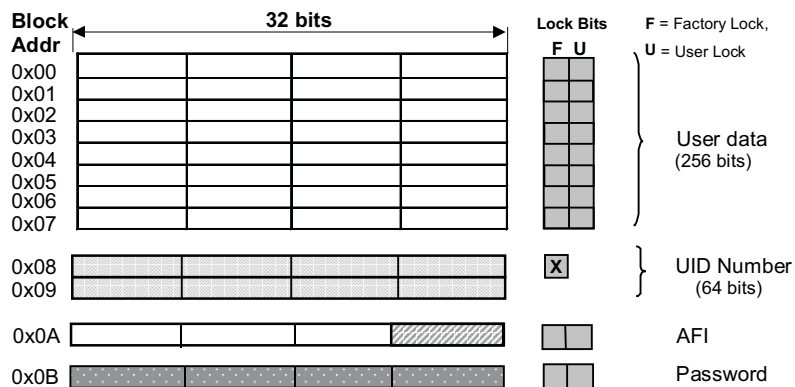 Block Addr
32 bits
Lock Bits
F U
F = Factory Lock,
U = User Lock
0x00
0x01
0x02
0x03
0x04
0x05
0x06
0x07
User data
(256 bits)
0x08
0x09
X
UID Number
(64 bits)
0x0A
AFI
0x0B
Password